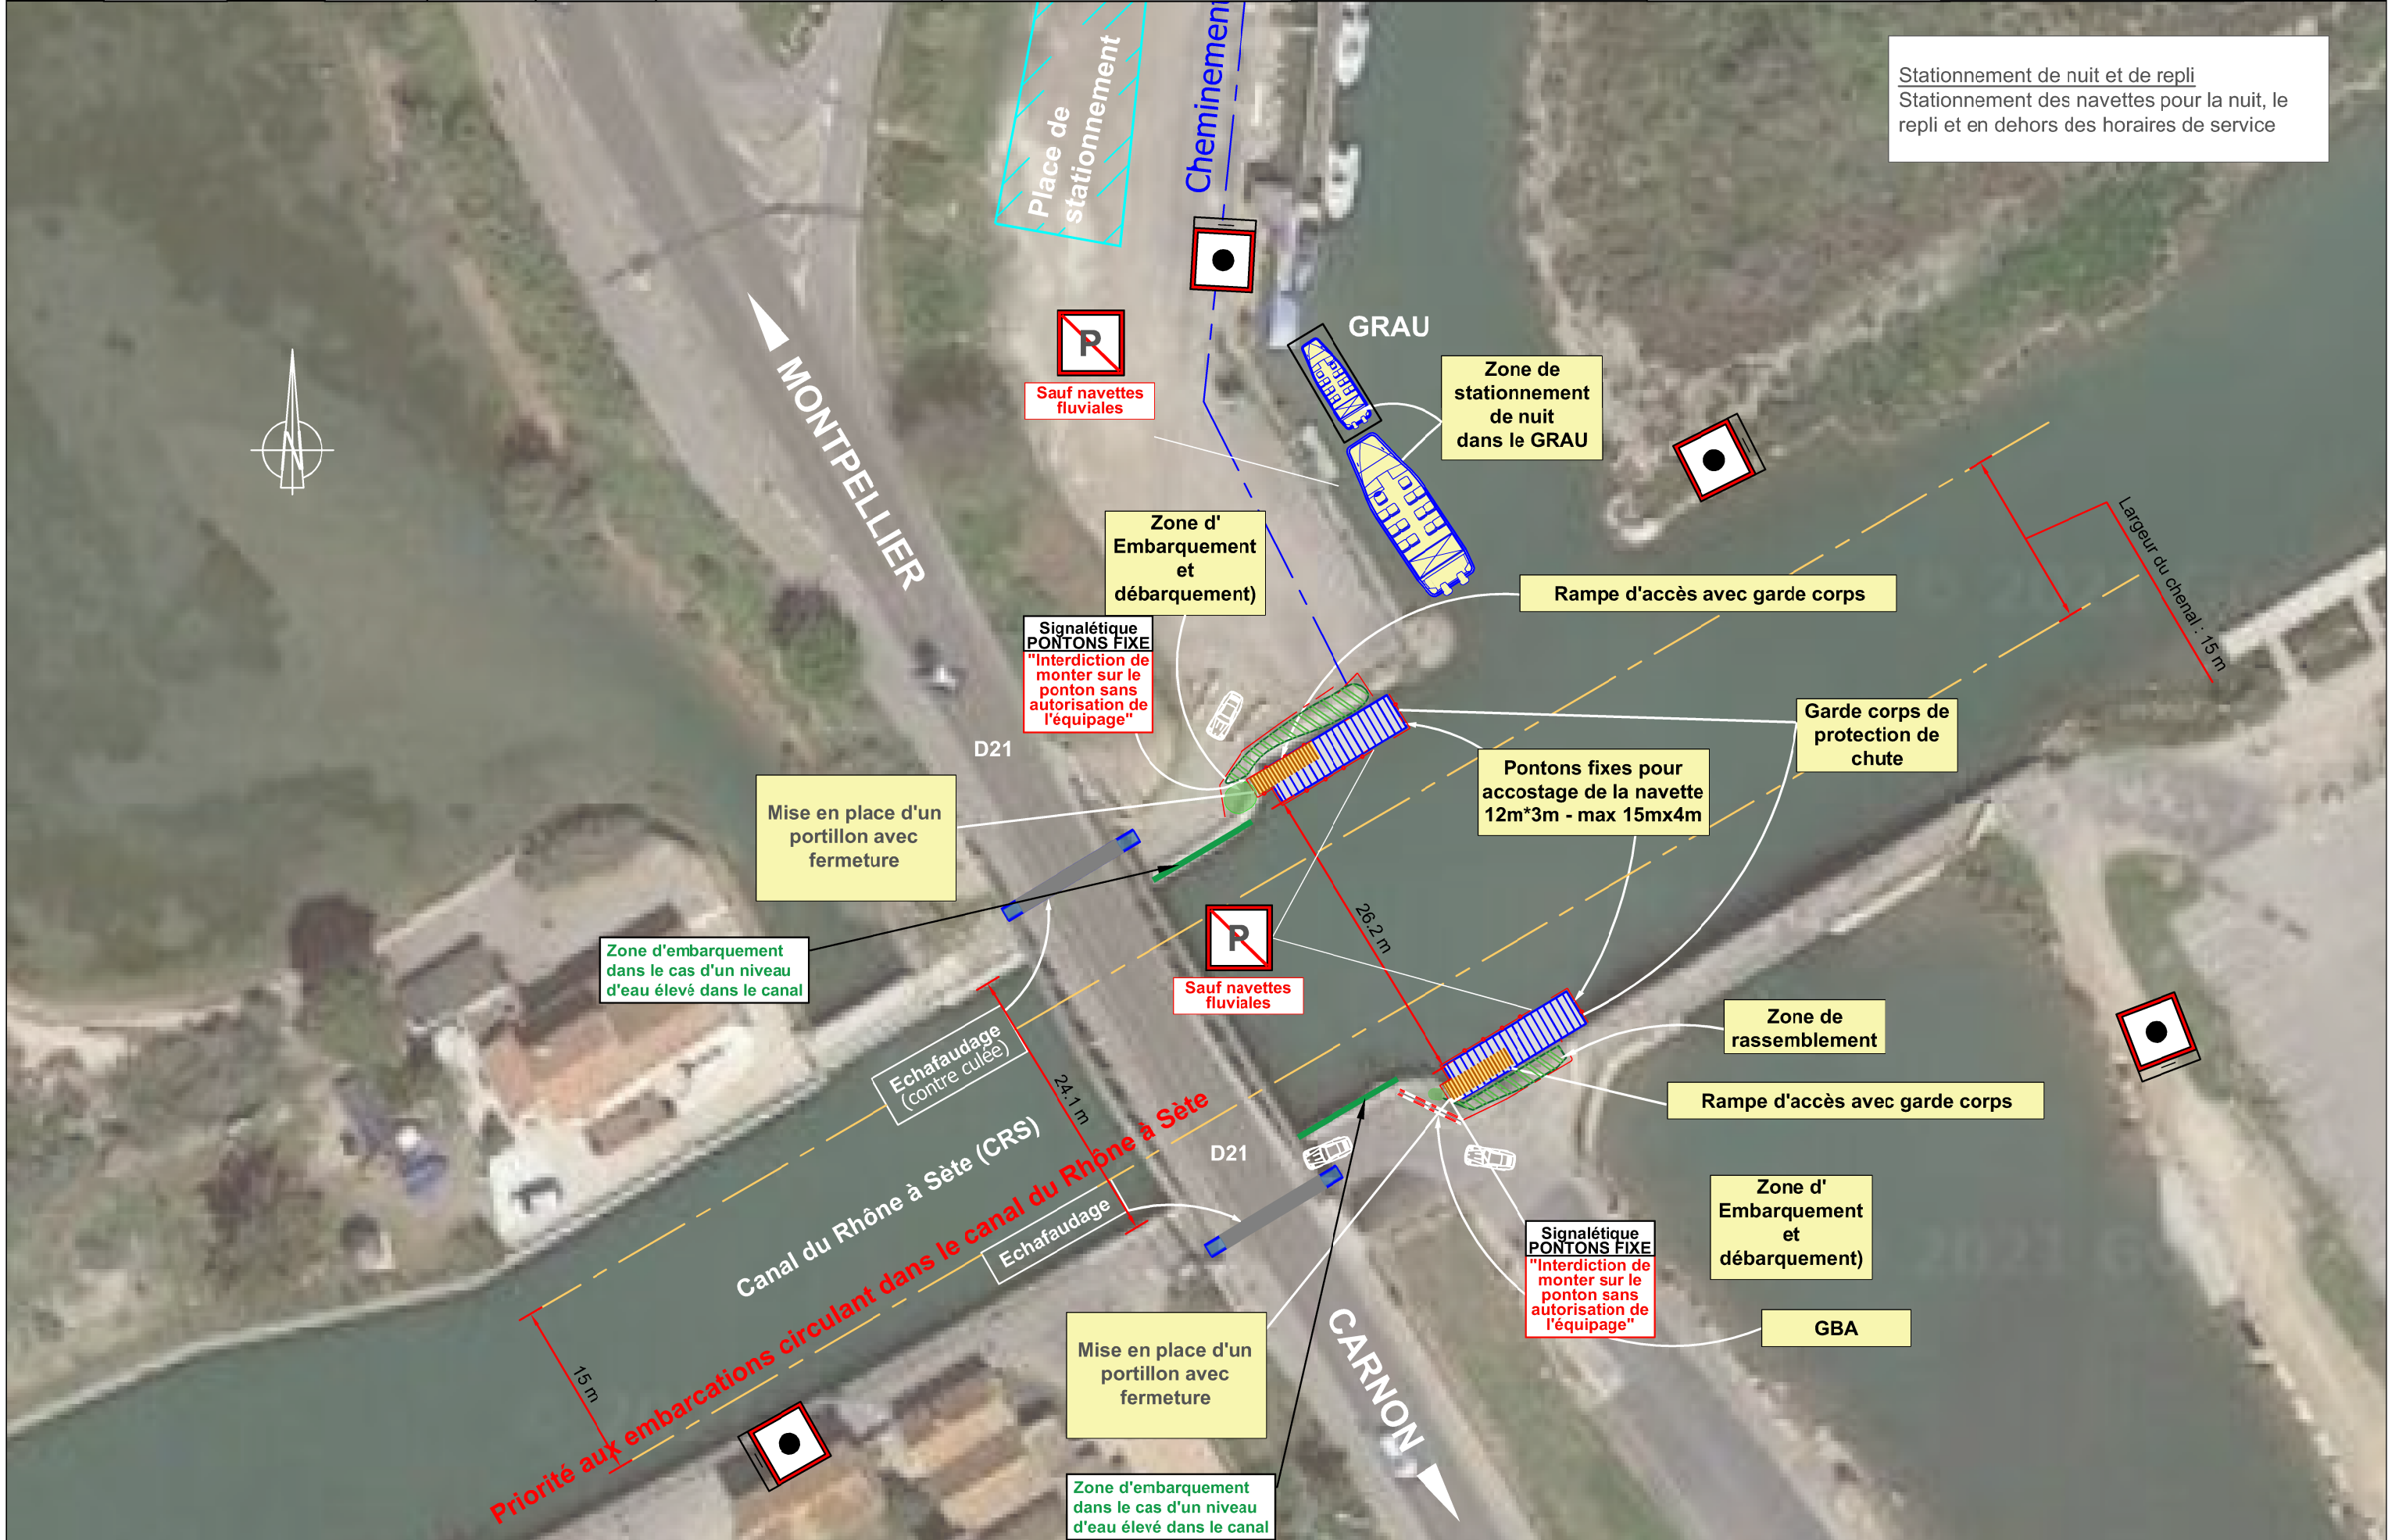 Place de
stationnement
Cheminement
Stationnement de nuit et de repli
Stationnement des navettes pour la nuit, le
repli et en dehors des horaires de service
P
Sauf navettes
fluviales
GRAU
Zone de
stationnement
de nuit
dans le GRAU
N
MONTPELLIER
Largeur du chenal : 15 m
Zone d'
Embarquement
et
débarquement)
Rampe d'accès avec garde corps
Signalétique
PONTONS FIXE
"Interdiction de
monter sur le
ponton sans
autorisation de
l'équipage"
D21
Garde corps de
protection de
chute
Pontons fixes pour
accostage de la navette
12m*3m - max 15mx4m
Mise en place d'un
portillon avec
fermeture
Zone d'embarquement
dans le cas d'un niveau
d'eau élevé dans le canal
P
Sauf navettes
fluviales
26.2 m
Echafaudage
(contre culée)
24.1 m
Zone de
rassemblement
Rampe d'accès avec garde corps
Canal du Rhône à Sète (CRS)
Priorité aux embarcations circulant dans le canal du Rhône à Sète
D21
Echafaudage
Zone d'
Embarquement
et
débarquement)
Signalétique
PONTONS FIXE
"Interdiction de
monter sur le
ponton sans
autorisation de
l'équipage"
GBA
15 m
Mise en place d'un
portillon avec
fermeture
CARNON
Zone d'embarquement
dans le cas d'un niveau
d'eau élevé dans le canal